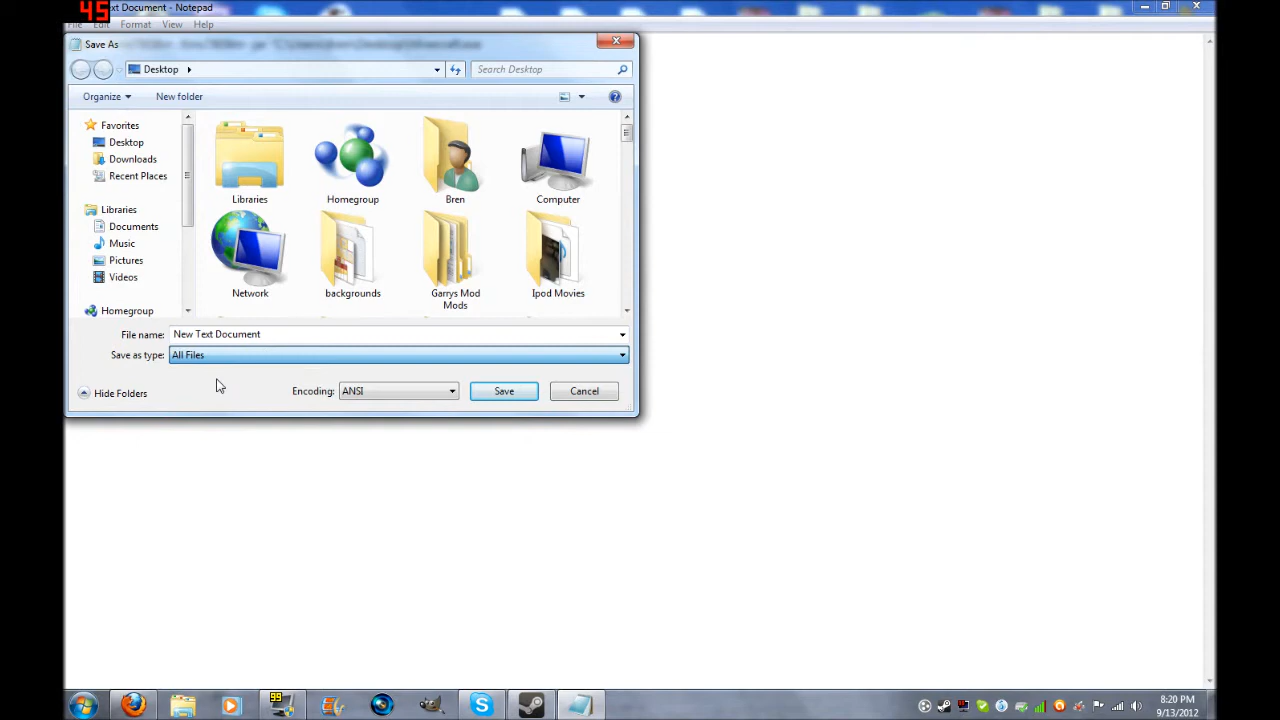 45
xt Document - Notepad
File Edit Format View Help
Save As
Desktop
Search Desktop
Organize
New folder
Favorites
Desktop
Downloads
Recent Places
Libraries
Documents
Music
Pictures
Videos
Homegroup
Libraries
Homegroup
Bren
Computer
Network
backgrounds
Garrys Mod
Mods
Ipod Movies
File name: New Text Document
Save as type: All Files
Hide Folders
Encoding: ANSI
Save
Cancel
99
8:20 PM
9/13/2012